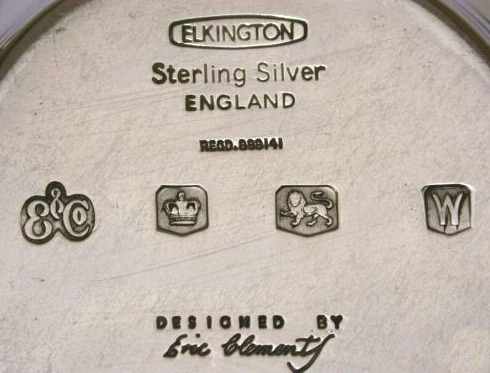 ELKINGTON
Sterling Silver
ENGLAND
REGD. 889141
E & Co
W
DESIGNED BY
Eric Clements